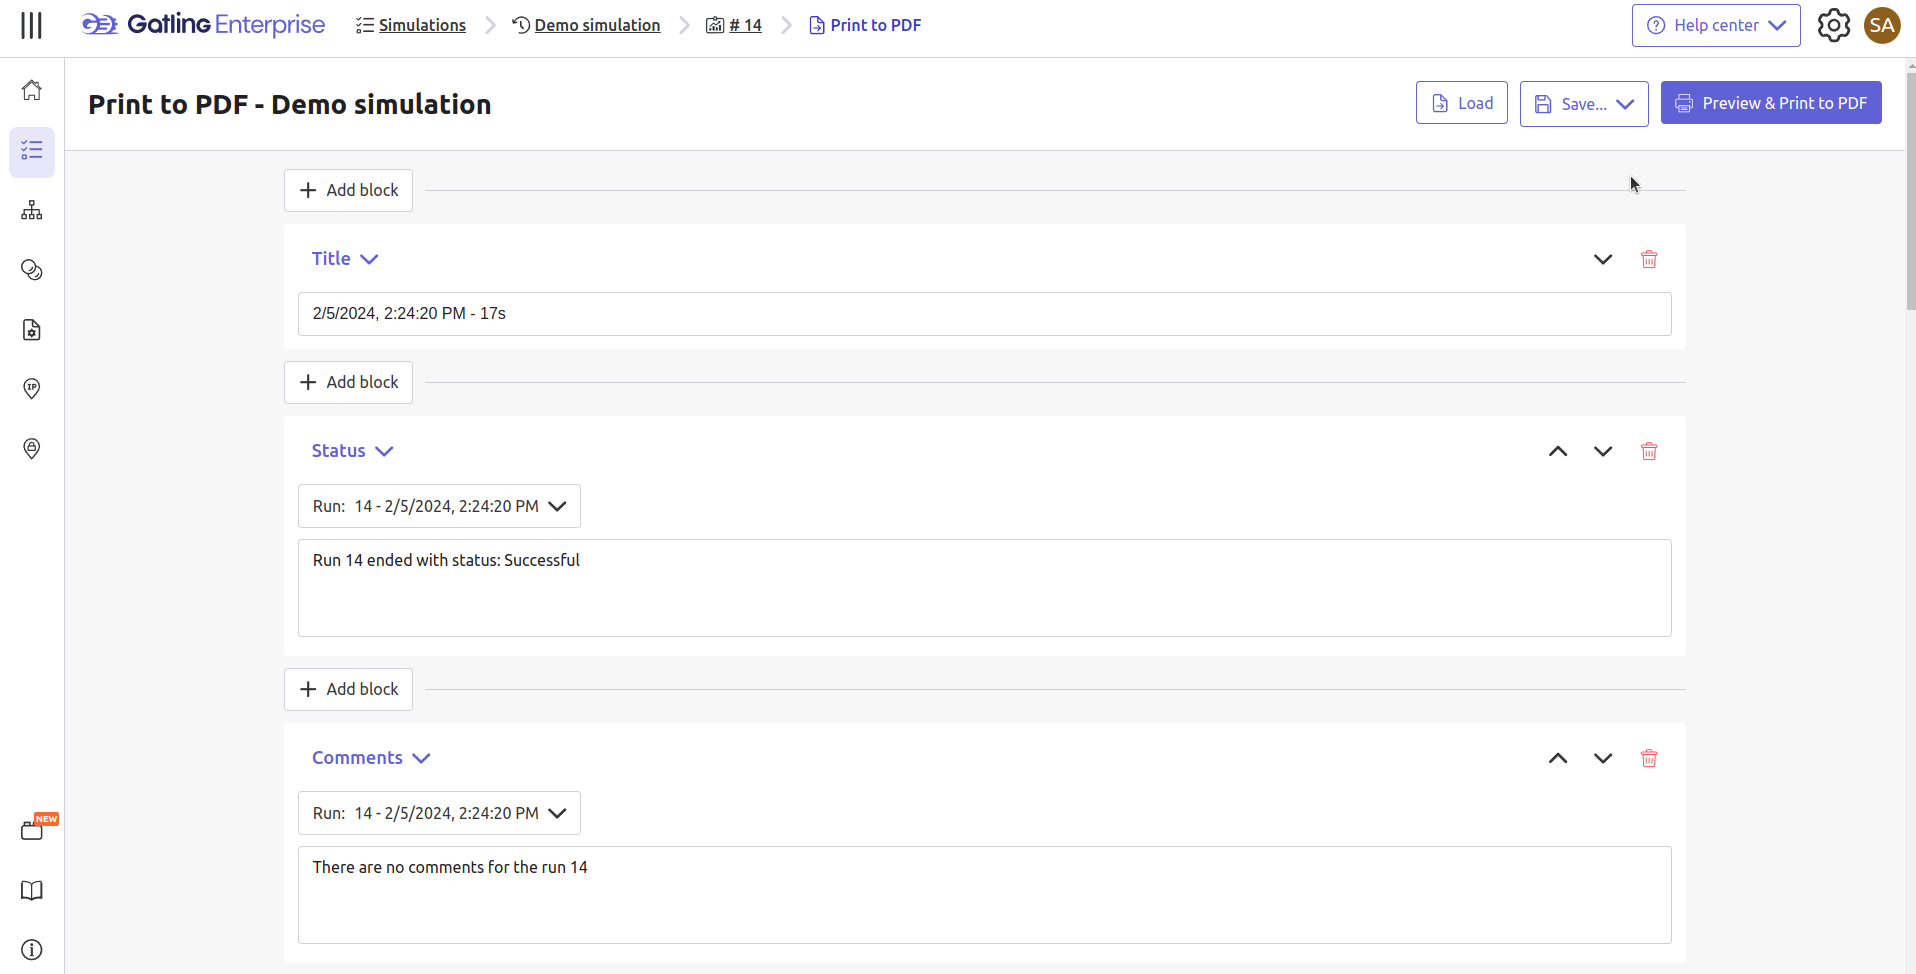 Gatling Enterprise Simulations Demo simulation # 14 Print to PDF Help center SA
Print to PDF - Demo simulation Load Save... Preview & Print to PDF
Add block
Title
2/5/2024, 2:24:20 PM - 17s
Add block
Status
IP
Run: 14 - 2/5/2024, 2:24:20 PM
Run 14 ended with status: Successful
Add block
Comments
Run: 14 - 2/5/2024, 2:24:20 PM
NEW
There are no comments for the run 14